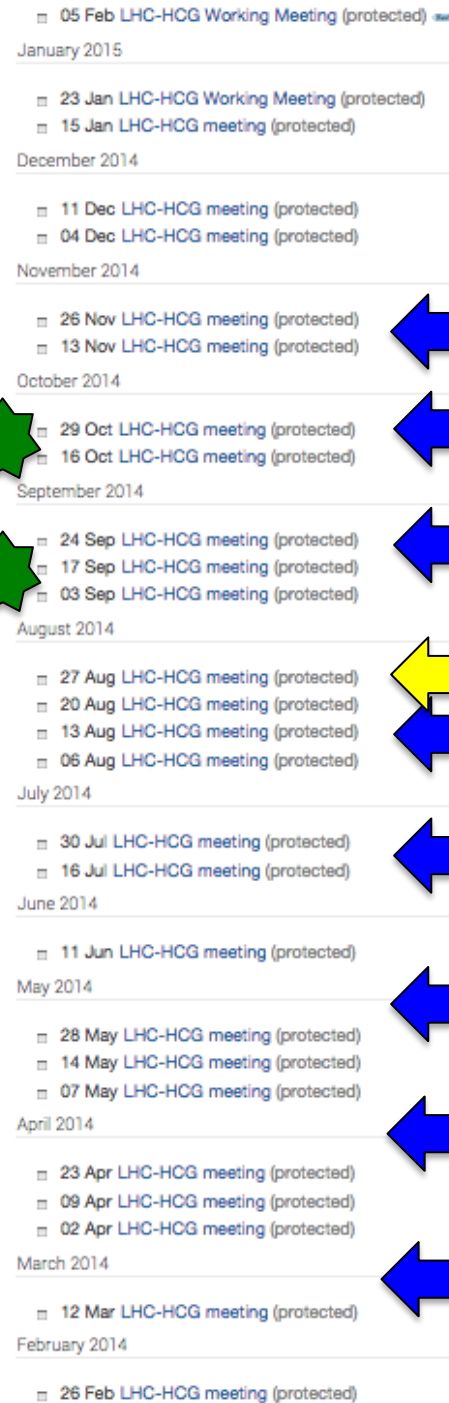 05 Feb LHC-HCG Working Meeting (protected)
January 2015
23 Jan LHC-HCG Working Meeting (protected)
15 Jan LHC-HCG meeting (protected)
December 2014
11 Dec LHC-HCG meeting (protected)
04 Dec LHC-HCG meeting (protected)
November 2014
26 Nov LHC-HCG meeting (protected)
13 Nov LHC-HCG meeting (protected)
October 2014
29 Oct LHC-HCG meeting (protected)
16 Oct LHC-HCG meeting (protected)
September 2014
24 Sep LHC-HCG meeting (protected)
17 Sep LHC-HCG meeting (protected)
03 Sep LHC-HCG meeting (protected)
August 2014
27 Aug LHC-HCG meeting (protected)
20 Aug LHC-HCG meeting (protected)
13 Aug LHC-HCG meeting (protected)
06 Aug LHC-HCG meeting (protected)
July 2014
30 Jul LHC-HCG meeting (protected)
16 Jul LHC-HCG meeting (protected)
June 2014
11 Jun LHC-HCG meeting (protected)
May 2014
28 May LHC-HCG meeting (protected)
14 May LHC-HCG meeting (protected)
07 May LHC-HCG meeting (protected)
April 2014
23 Apr LHC-HCG meeting (protected)
09 Apr LHC-HCG meeting (protected)
02 Apr LHC-HCG meeting (protected)
March 2014
12 Mar LHC-HCG meeting (protected)
February 2014
26 Feb LHC-HCG meeting (protected)